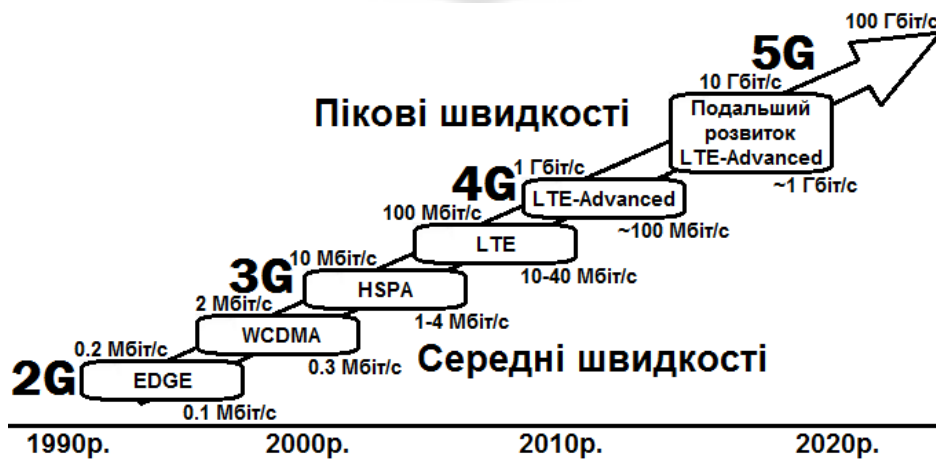 100 Гбіт/с
5G
10 Гбіт/с
Подальший
розвиток
LTE-Advanced
~1 Гбіт/с
Пікові швидкості
4G
1 Гбіт/с
LTE-Advanced
~100 Мбіт/с
100 Мбіт/с
LTE
10-40 Мбіт/с
3G
10 Мбіт/с
HSPA
1-4 Мбіт/с
2 Мбіт/с
WCDMA
0.3 Мбіт/с
Середні швидкості
2G
0.2 Мбіт/с
EDGE
0.1 Мбіт/с
1990р. 2000р. 2010р. 2020р.